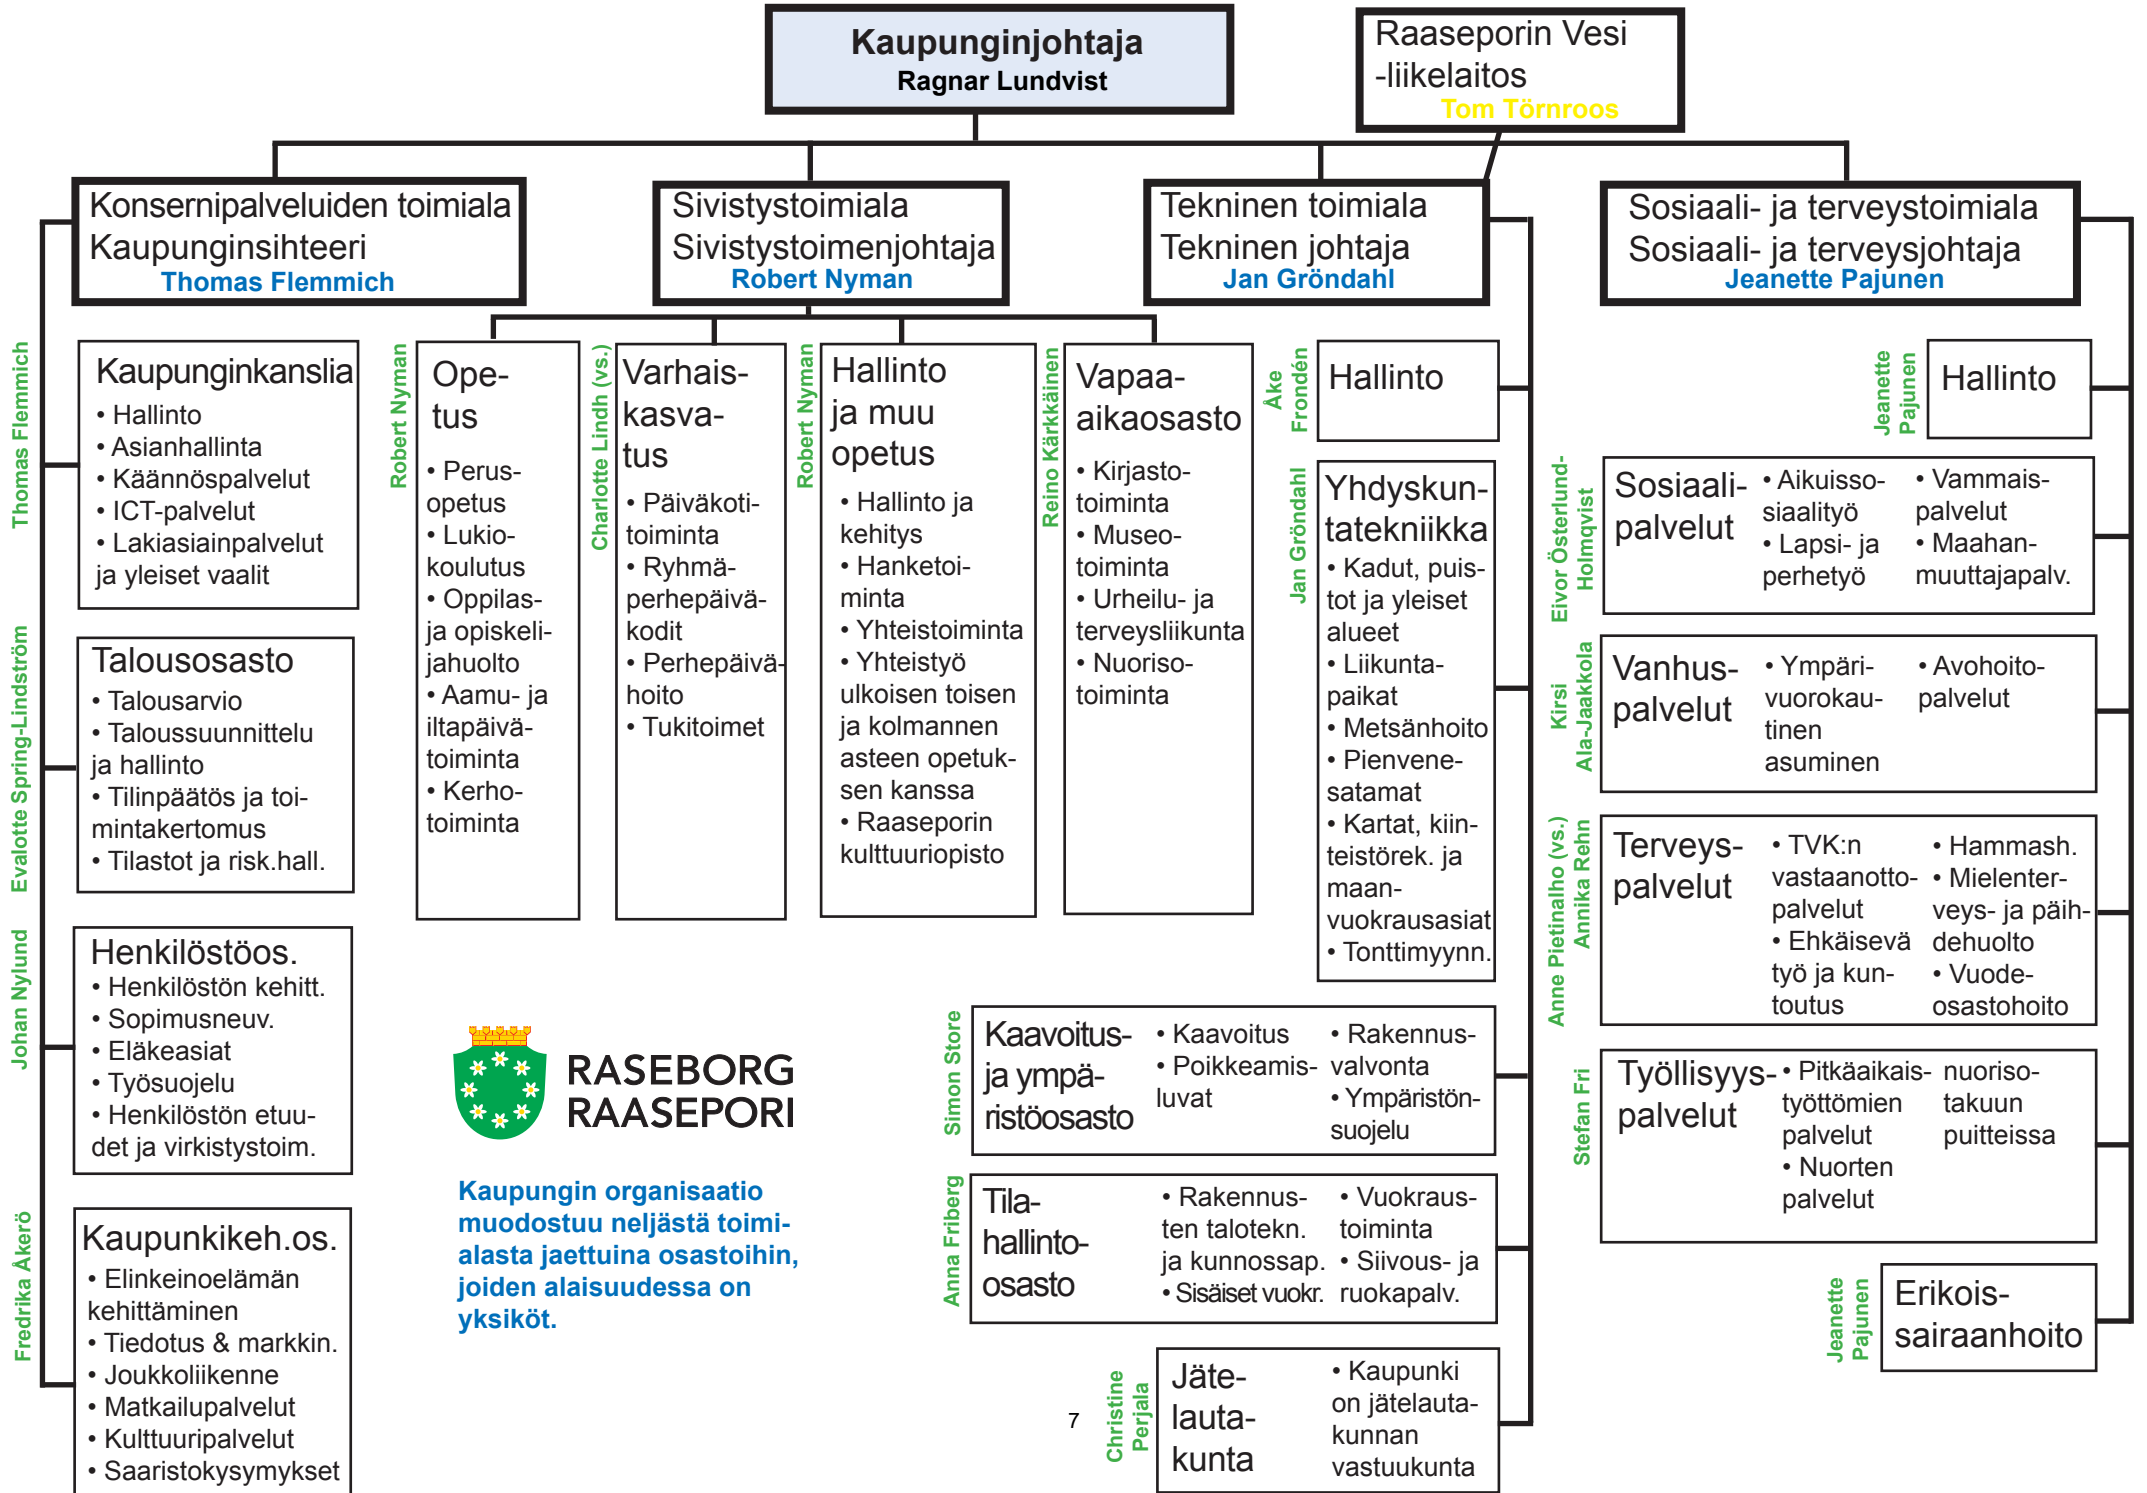 Kaupunginjohtaja
Ragnar Lundvist
Raaseporin Vesi
-liikelaitos
Tom Törnroos
Konsernipalveluiden toimiala
Kaupunginsihteeri
Thomas Flemmich
Sivistystoimiala
Sivistystoimenjohtaja
Robert Nyman
Tekninen toimiala
Tekninen johtaja
Jan Gröndahl
Sosiaali- ja terveystoimiala
Sosiaali- ja terveysjohtaja
Jeanette Pajunen
Thomas Flemmich
Kaupunginkanslia
• Hallinto
• Asianhallinta
• Käännöspalvelut
• ICT-palvelut
• Lakiasiainpalvelut
ja yleiset vaalit
Evalotte Spring-Lindström
Talousosasto
• Talousarvio
• Taloussuunnittelu
ja hallinto
• Tilinpäätös ja toi-
mintakertomus
• Tilastot ja risk.hall.
Johan Nylund
Henkilöstöos.
• Henkilöstön kehitt.
• Sopimusneuv.
• Eläkeasiat
• Työsuojelu
• Henkilöstön etuu-
det ja virkistystoim.
Fredrika Åkerö
Kaupunkikeh.os.
• Elinkeinoelämän
kehittäminen
• Tiedotus & markkin.
• Joukkoliikenne
• Matkailupalvelut
• Kulttuuripalvelut
• Saaristokysymykset
Robert Nyman
Ope-
tus
• Perus-
opetus
• Lukio-
koulutus
• Oppilas-
ja opiskeli-
jahuolto
• Aamu- ja
iltapäivä-
toiminta
• Kerho-
toiminta
Charlotte Lindh (vs.)
Varhais-
kasva-
tus
• Päiväkoti-
toiminta
• Ryhmä-
perhepäivä-
kodit
• Perhepäivä-
hoito
• Tukitoimet
Robert Nyman
Hallinto
ja muu
opetus
• Hallinto ja
kehitys
• Hanketoi-
minta
• Yhteistoiminta
• Yhteistyö
ulkoisen toisen
ja kolmannen
asteen opetuk-
sen kanssa
• Raaseporin
kulttuuriopisto
Reino Kärkkäinen
Vapaa-
aikaosasto
• Kirjasto-
toiminta
• Museo-
toiminta
• Urheilu- ja
terveysliikunta
• Nuoriso-
toiminta
Åke
Frondén
Hallinto
Jan Gröndahl
Yhdyskun-
tatekniikka
• Kadut, puis-
tot ja yleiset
alueet
• Liikunta-
paikat
• Metsänhoito
• Pienvene-
satamat
• Kartat, kiin-
teistörek. ja
maan-
vuokrausasiat
• Tonttimyynn.
Simon Store
Kaavoitus-
ja ympä-
ristöosasto
• Kaavoitus
• Poikkeamis-
luvat
• Rakennus-
valvonta
• Ympäristön-
suojelu
Anna Friberg
Tila-
hallinto-
osasto
• Rakennus-
ten talotekn.
ja kunnossap.
• Sisäiset vuokr.
• Vuokraus-
toiminta
• Siivous- ja
ruokapalv.
Christine
Perjala
Jäte-
lauta-
kunta
• Kaupunki
on jätelauta-
kunnan
vastuukunta
Jeanette
Pajunen
Hallinto
Eivor Österlund-
Holmqvist
Sosiaali-
palvelut
• Aikuisso-
siaalityö
• Lapsi- ja
perhetyö
• Vammais-
palvelut
• Maahan-
muuttajapalv.
Kirsi
Ala-Jaakkola
Vanhus-
palvelut
• Ympäri-
vuorokau-
tinen
asuminen
• Avohoito-
palvelut
Anne Pietinalho (vs.)
Annika Rehn
Terveys-
palvelut
• TVK:n
vastaanotto-
palvelut
• Ehkäisevä
työ ja kun-
toutus
• Hammash.
• Mielenter-
veys- ja päih-
dehuolto
• Vuode-
osastohoito
Stefan Fri
Työllisyys-
palvelut
• Pitkäaikais-
työttömien
palvelut
• Nuorten
palvelut
nuoriso-
takuun
puitteissa
Jeanette
Pajunen
Erikois-
sairaanhoito
RASEBORG
RAASEPORI
Kaupungin organisaatio
muodostuu neljästä toimi-
alasta jaettuina osastoihin,
joiden alaisuudessa on
yksiköt.
7